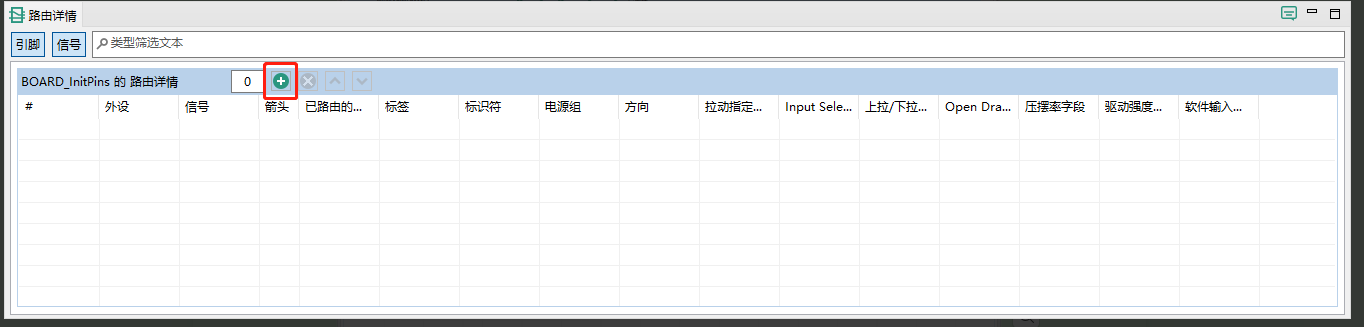 路由详情
引脚 信号 类型筛选文本
BOARD_InitPins 的 路由详情 0
# 外设 信号 箭头 已路由的... 标签 标识符 电源组 方向 拉动指定... Input Sele... 上拉/下拉... Open Dra... 压摆率字段 驱动强度... 软件输入...